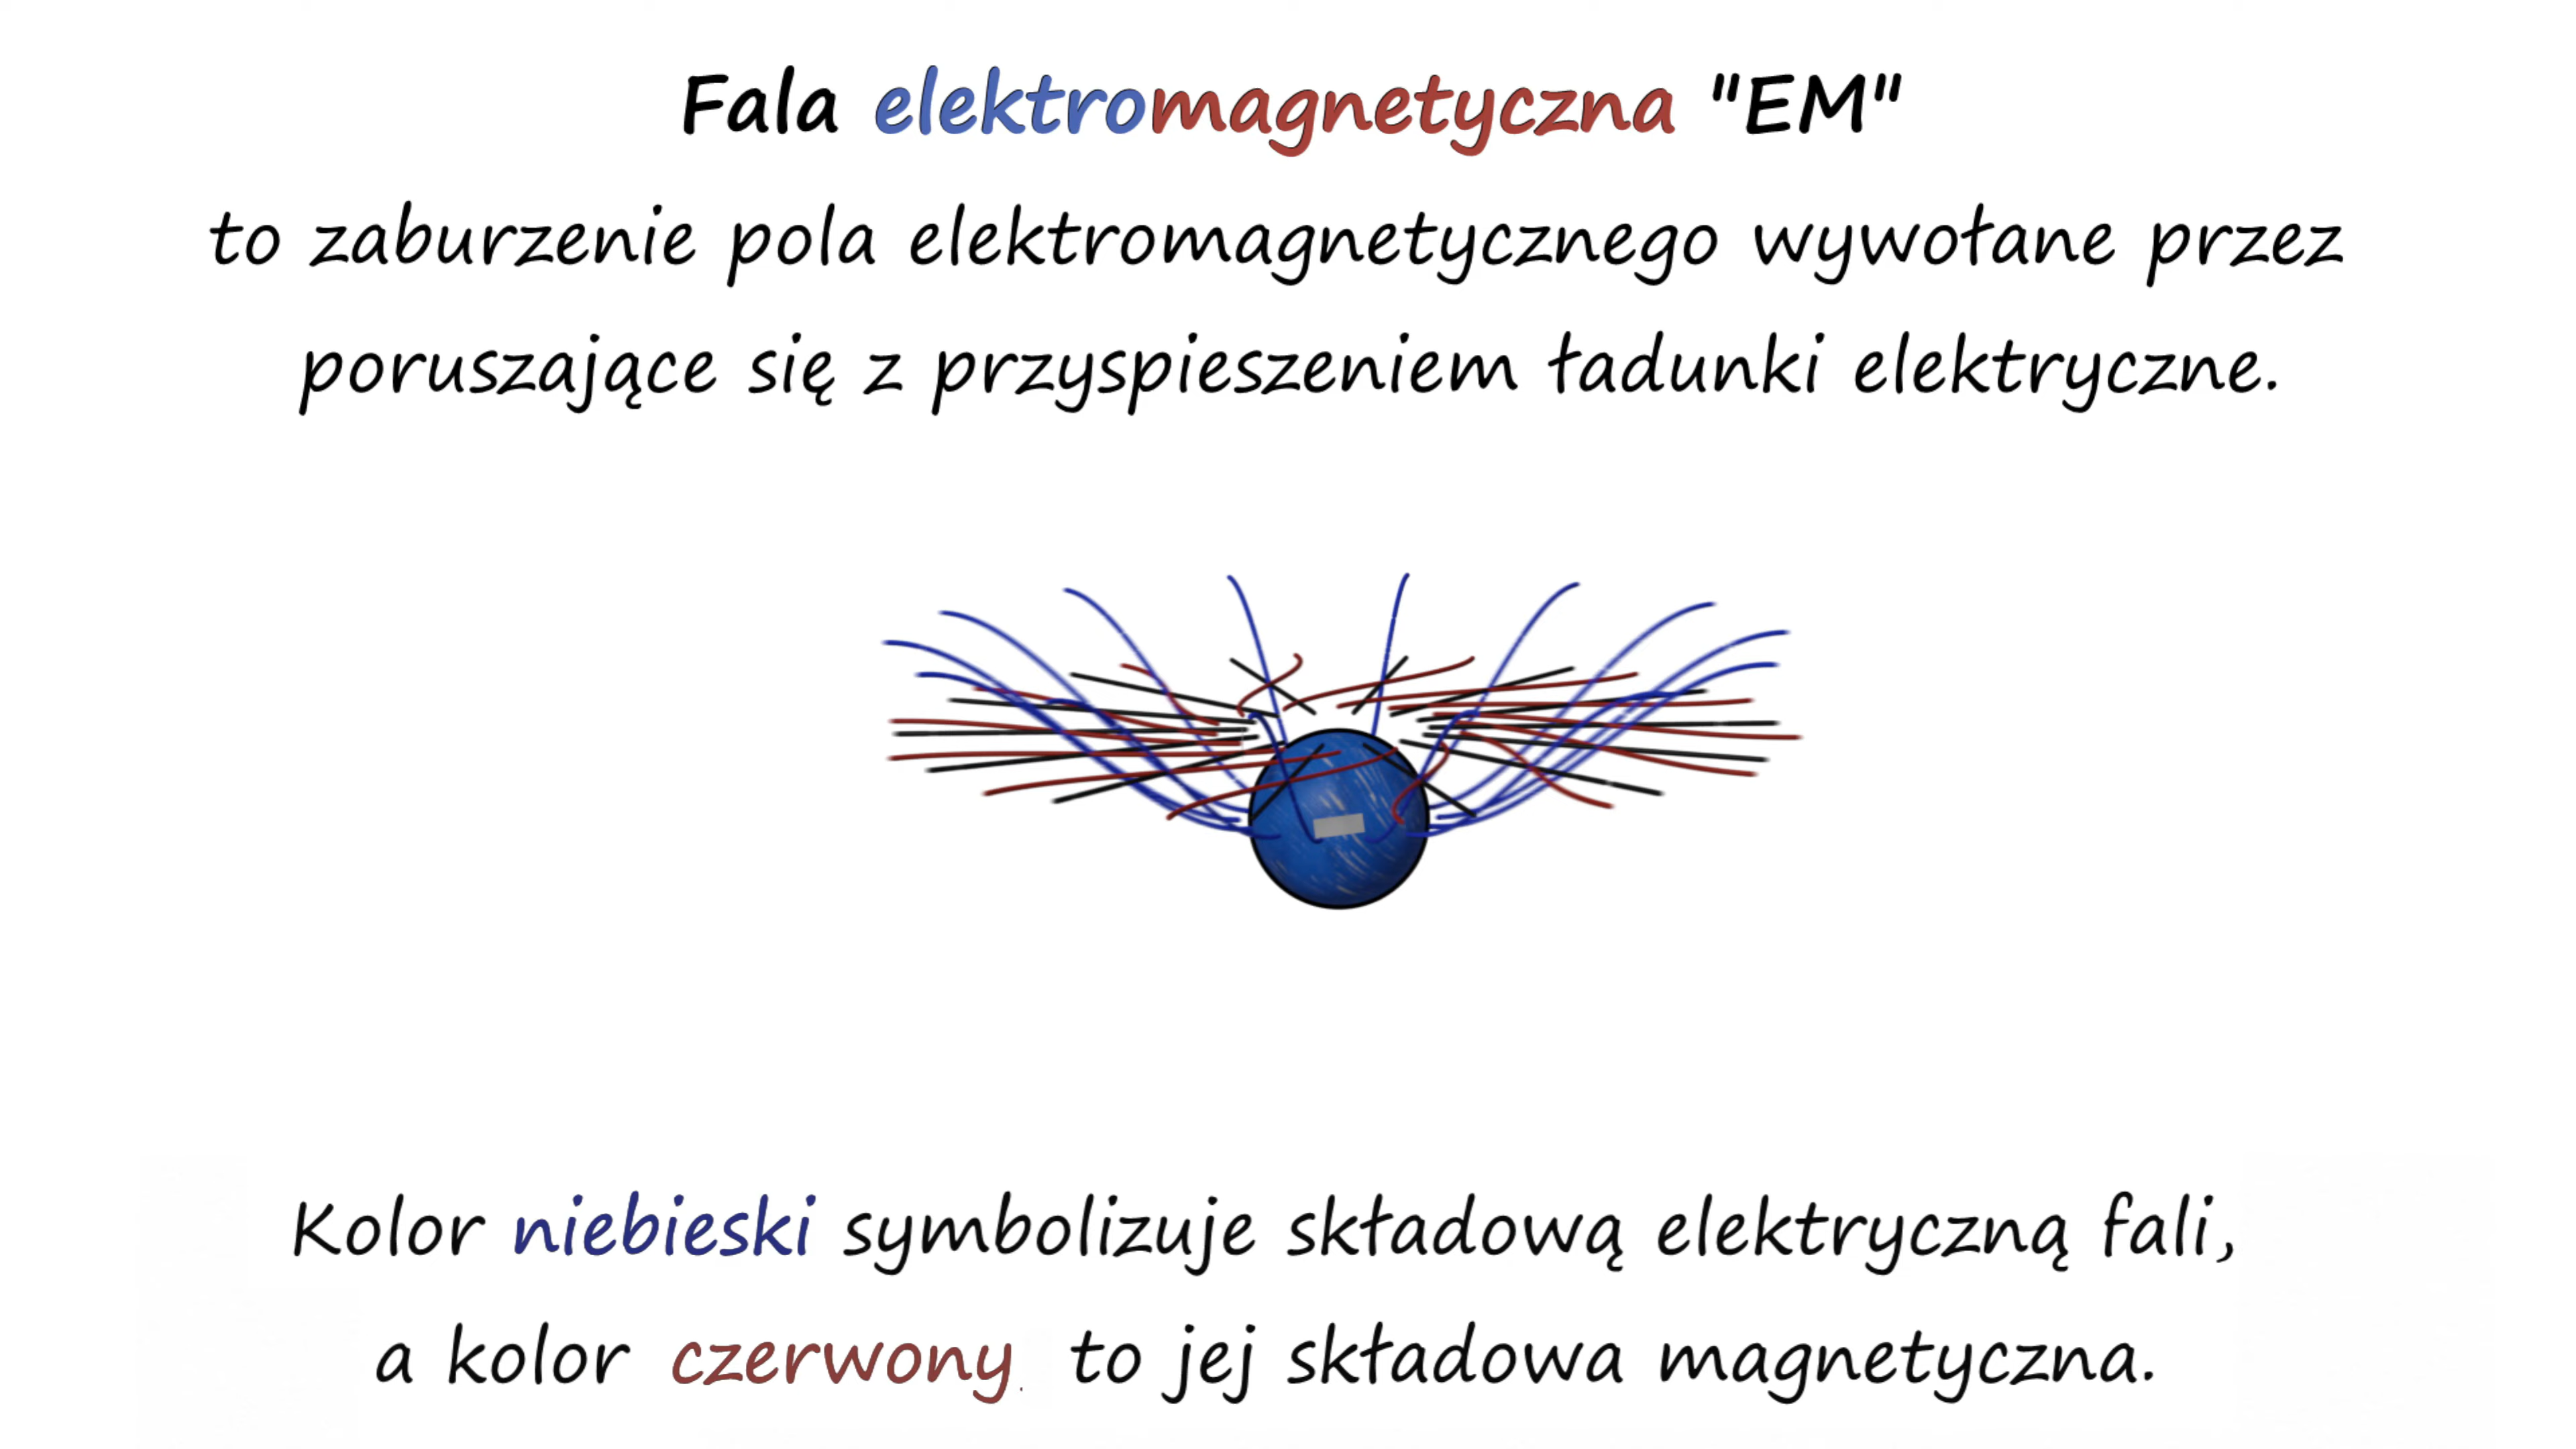 Fala elektromagnetyczna "EM"
to zaburzenie pola elektromagnetycznego wywołane przez
poruszające się z przyspieszeniem ładunki elektryczne.
Kolor niebieski symbolizuje składową elektryczną fali,
a kolor czerwony to jej składowa magnetyczna.